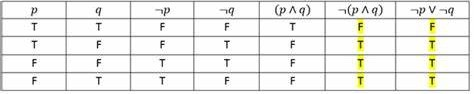 p q ¬p ¬q (p ∧ q) ¬(p ∧ q) ¬p ∨ ¬q
T T F F T F F
T F F T F T T
F F T T F T T
F T T F F T T